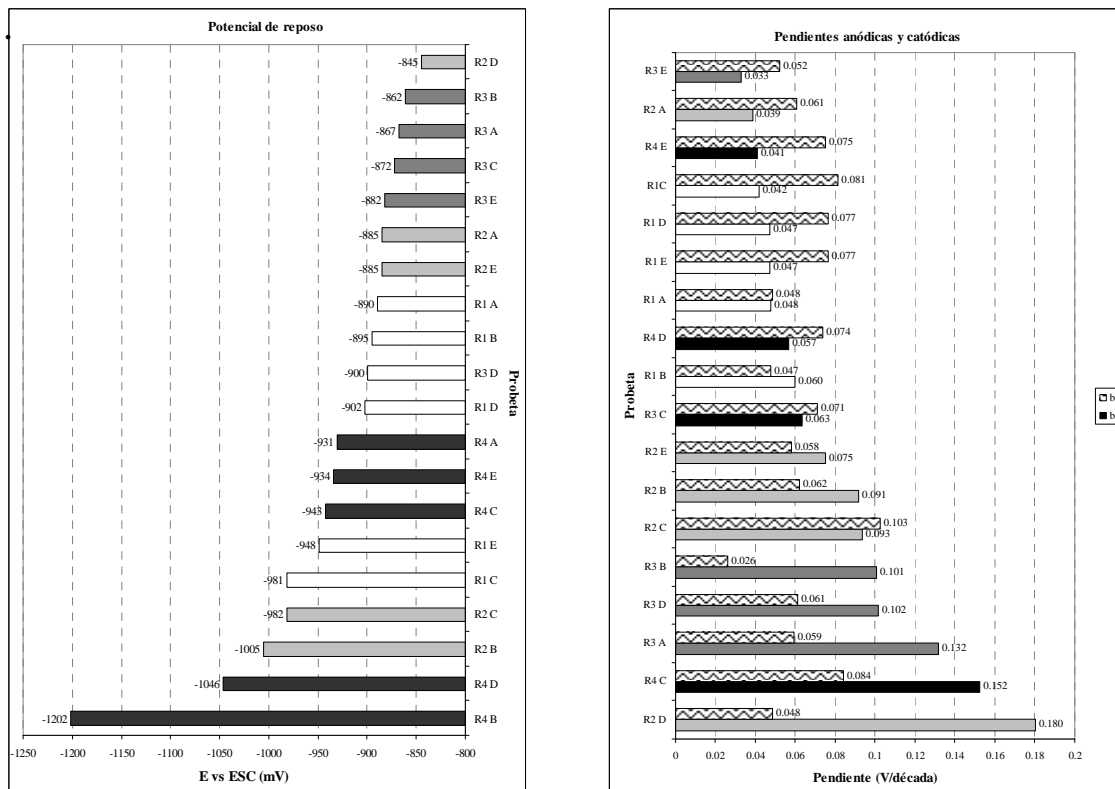 Potencial de reposo
-845 R2 D
-862 R3 B
-867 R3 A
-872 R3 C
-882 R3 E
-885 R2 A
-885 R2 E
-890 R1 A
-895 R1 B
-900 R3 D
-902 R1 D
-931 R4 A
-934 R4 E
-943 R4 C
-948 R1 E
-981 R1 C
-982 R2 C
-1005 R2 B
-1046 R4 D
-1202 R4 B
Probeta
-1250 -1200 -1150 -1100 -1050 -1000 -950 -900 -850 -800
E vs ESC (mV)
Pendientes anódicas y catódicas
R3 E 0.052
0.033
R2 A 0.061
0.039
R4 E 0.075
0.041
R1C 0.081
0.042
R1 D 0.077
0.047
R1 E 0.077
0.047
R1 A 0.048
0.048
R4 D 0.074
0.057
R1 B 0.047
0.060
R3 C 0.071
0.063
R2 E 0.058
0.075
R2 B 0.062
0.091
R2 C 0.103
0.093
R3 B 0.026
0.101
R3 D 0.061
0.102
R3 A 0.059
0.132
R4 C 0.084
0.152
R2 D 0.048
0.180
Probeta
0 0.02 0.04 0.06 0.08 0.1 0.12 0.14 0.16 0.18 0.2
Pendiente (V/década)
b
b